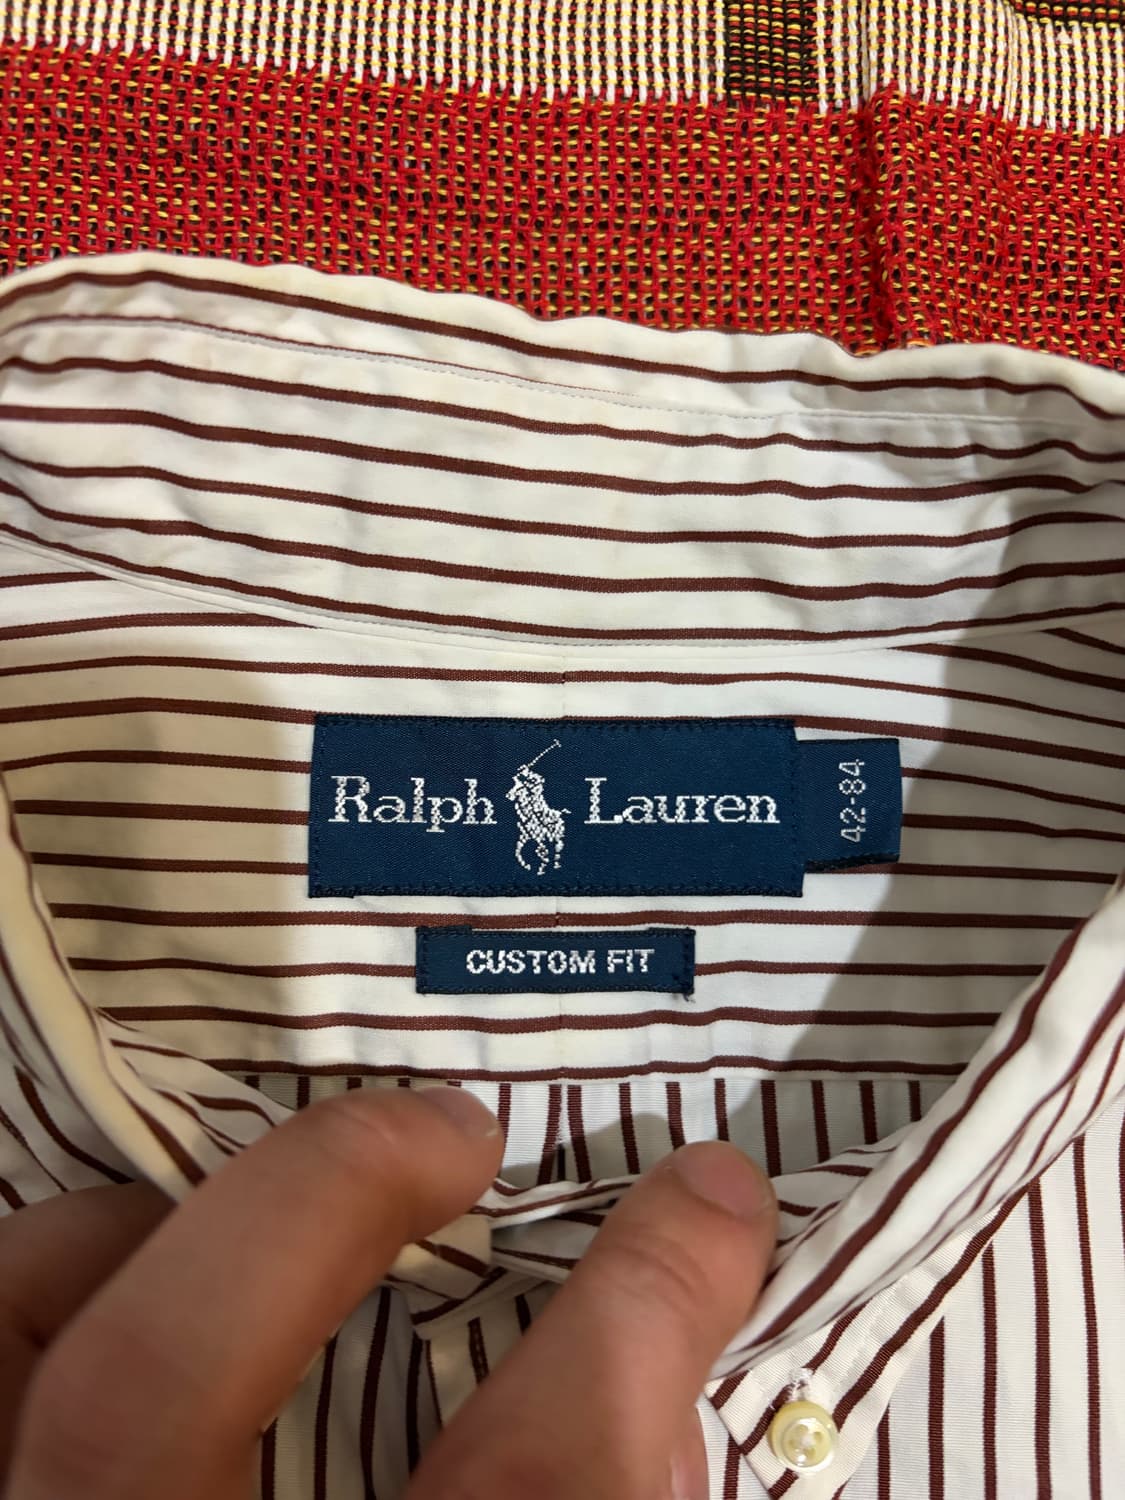 Ralph Lauren
42-84
CUSTOM FIT